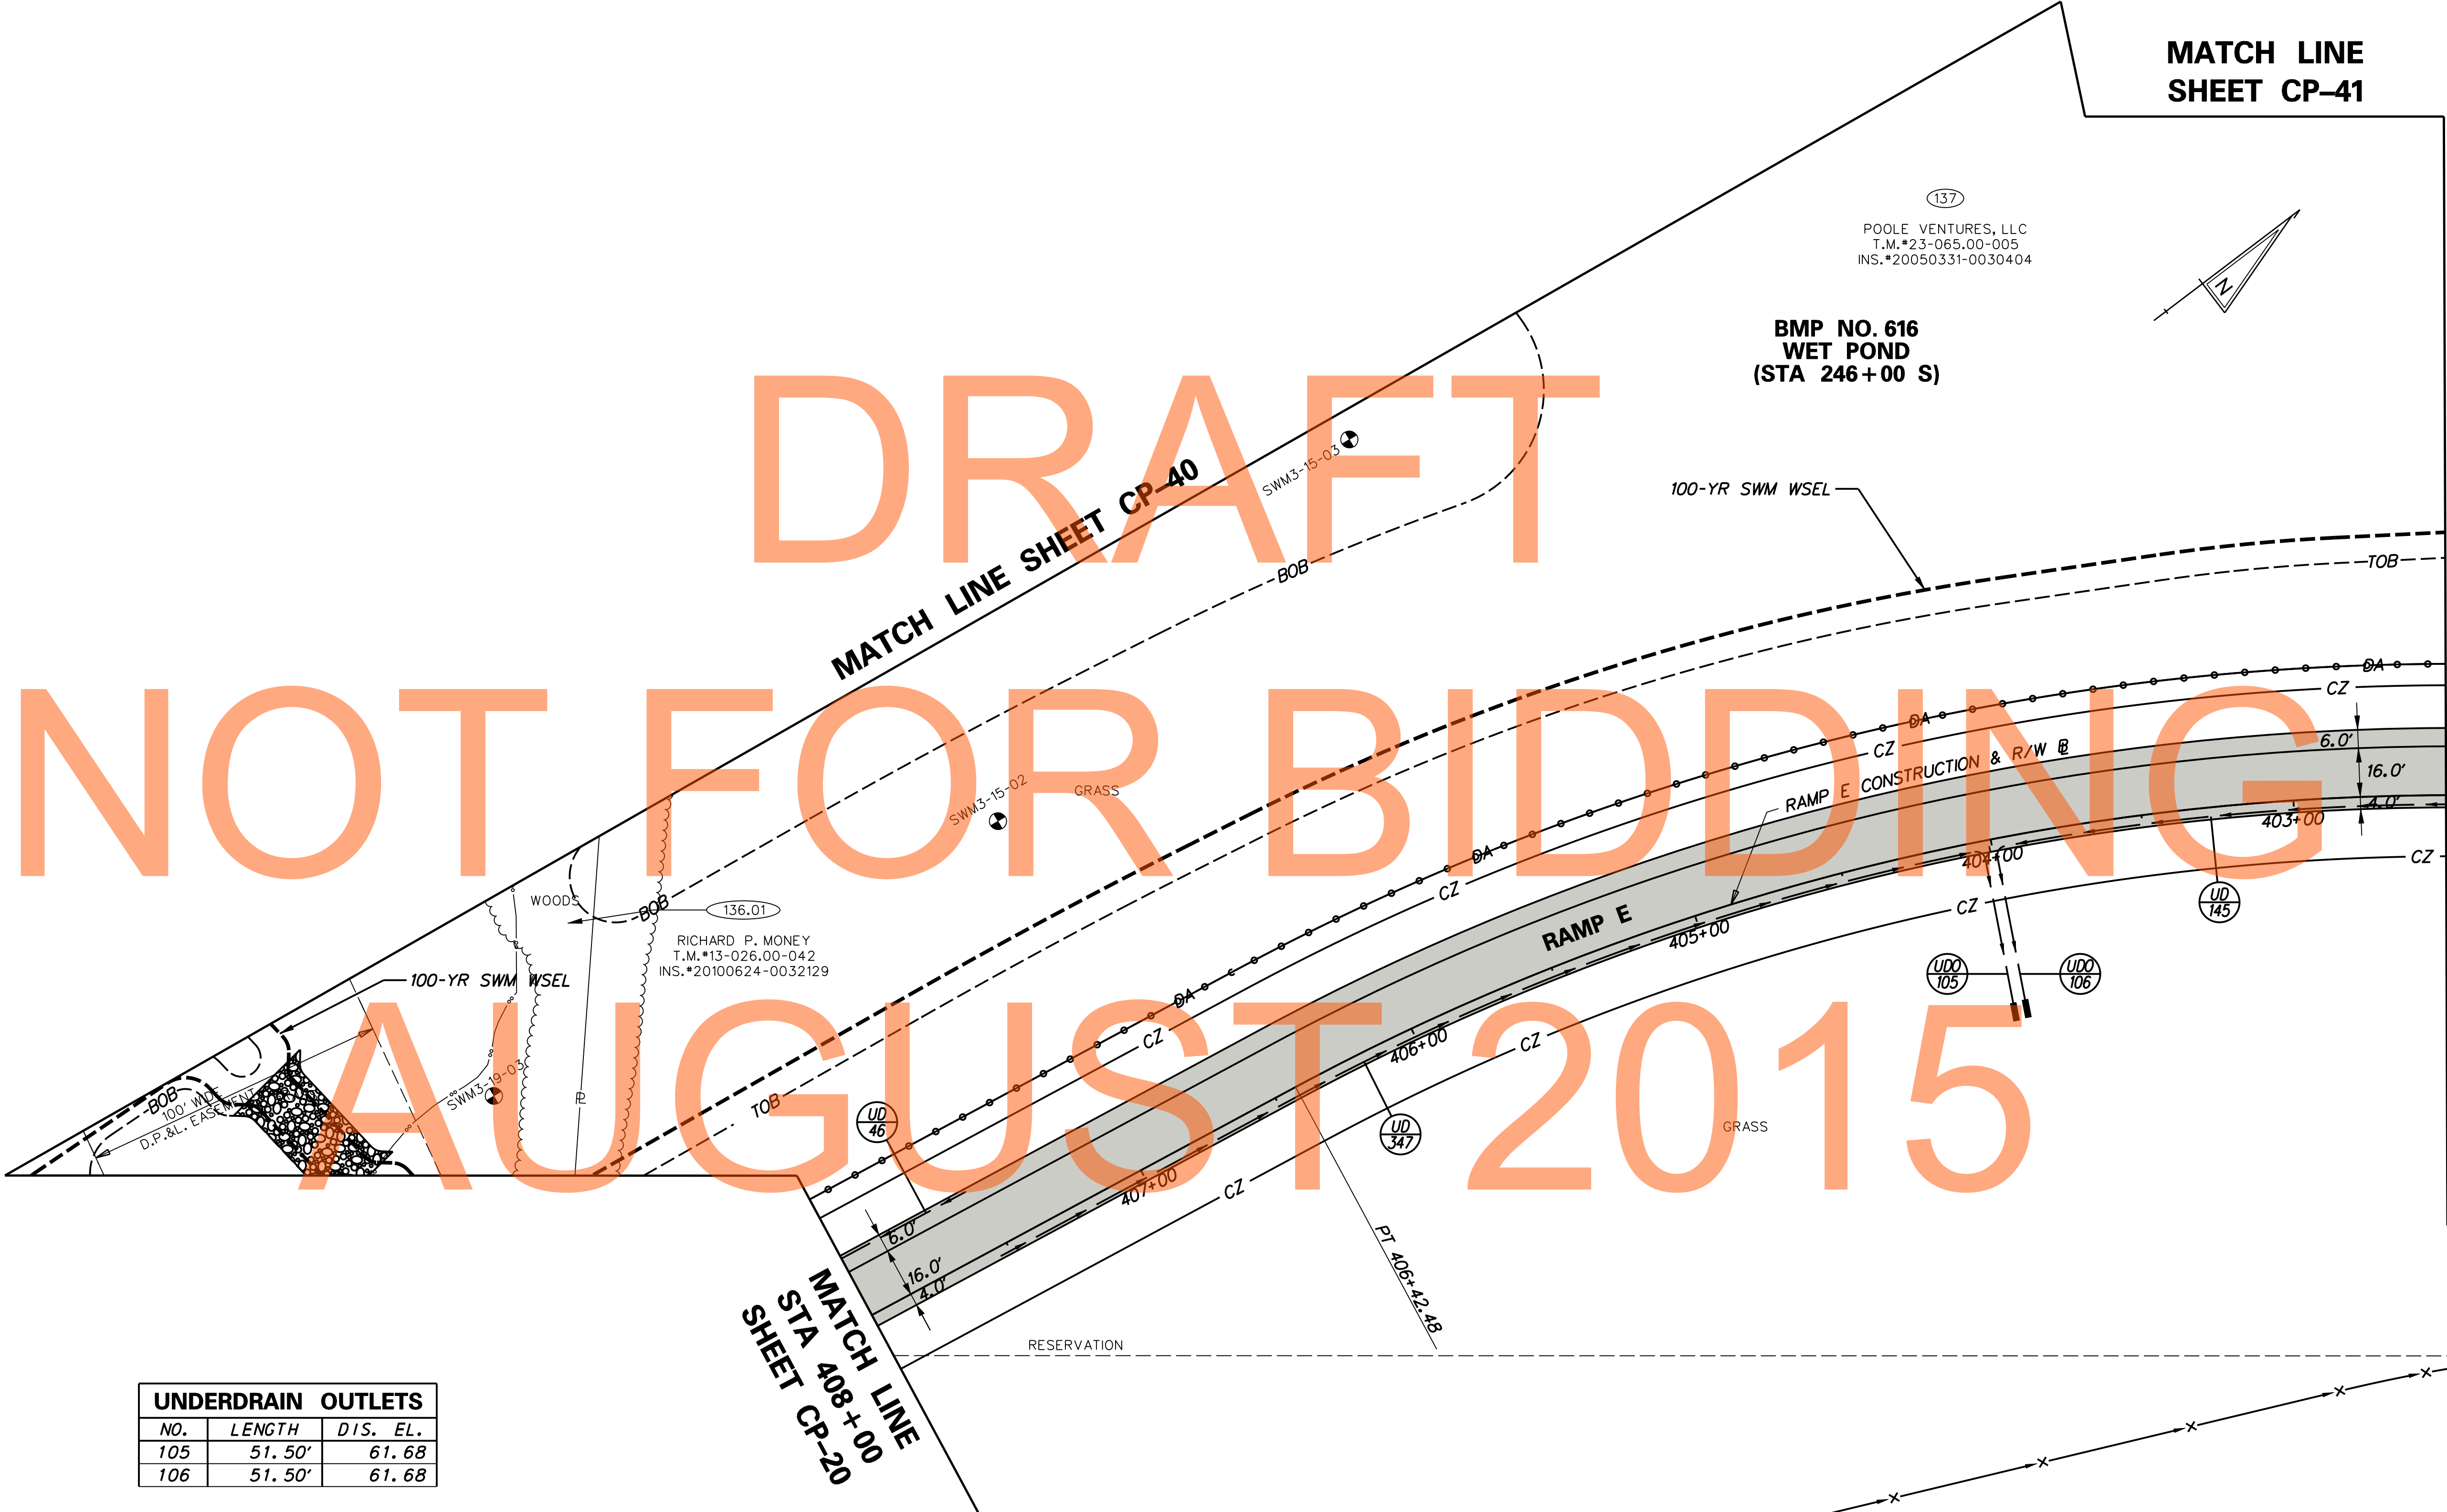 MATCH LINE
SHEET CP-41
137
POOLE VENTURES, LLC
T.M.#23-065.00-005
INS.#20050331-0030404
N
BMP NO. 616
WET POND
(STA 246+00 S)
DRAFT
NOT FOR BIDDING
AUGUST 2015
MATCH LINE SHEET CP-40
SWM3-15-03
BOB
100-YR SWM WSEL
TOB
DA
CZ
DA
CZ
RAMP E CONSTRUCTION & R/W BL
6.0'
16.0'
4.0'
403+00
CZ
SWM3-15-02
GRASS
DA
CZ
RAMP E
404+00
405+00
CZ
UD
145
WOODS
BOB
136.01
RICHARD P. MONEY
T.M.#13-026.00-042
INS.#20100624-0032129
100-YR SWM WSEL
UDO
105
UDO
106
DA
CZ
406+00
CZ
BOB
100' WIDE
D.P.&L. EASEMENT
SWM3-19-03
PL
TOB
UD
46
UD
347
GRASS
407+00
CZ
6.0'
16.0'
4.0'
PT 406+42.48
MATCH LINE
STA 408+00
SHEET CP-20
RESERVATION
UNDERDRAIN OUTLETS
NO. LENGTH DIS. EL.
105 51.50' 61.68
106 51.50' 61.68